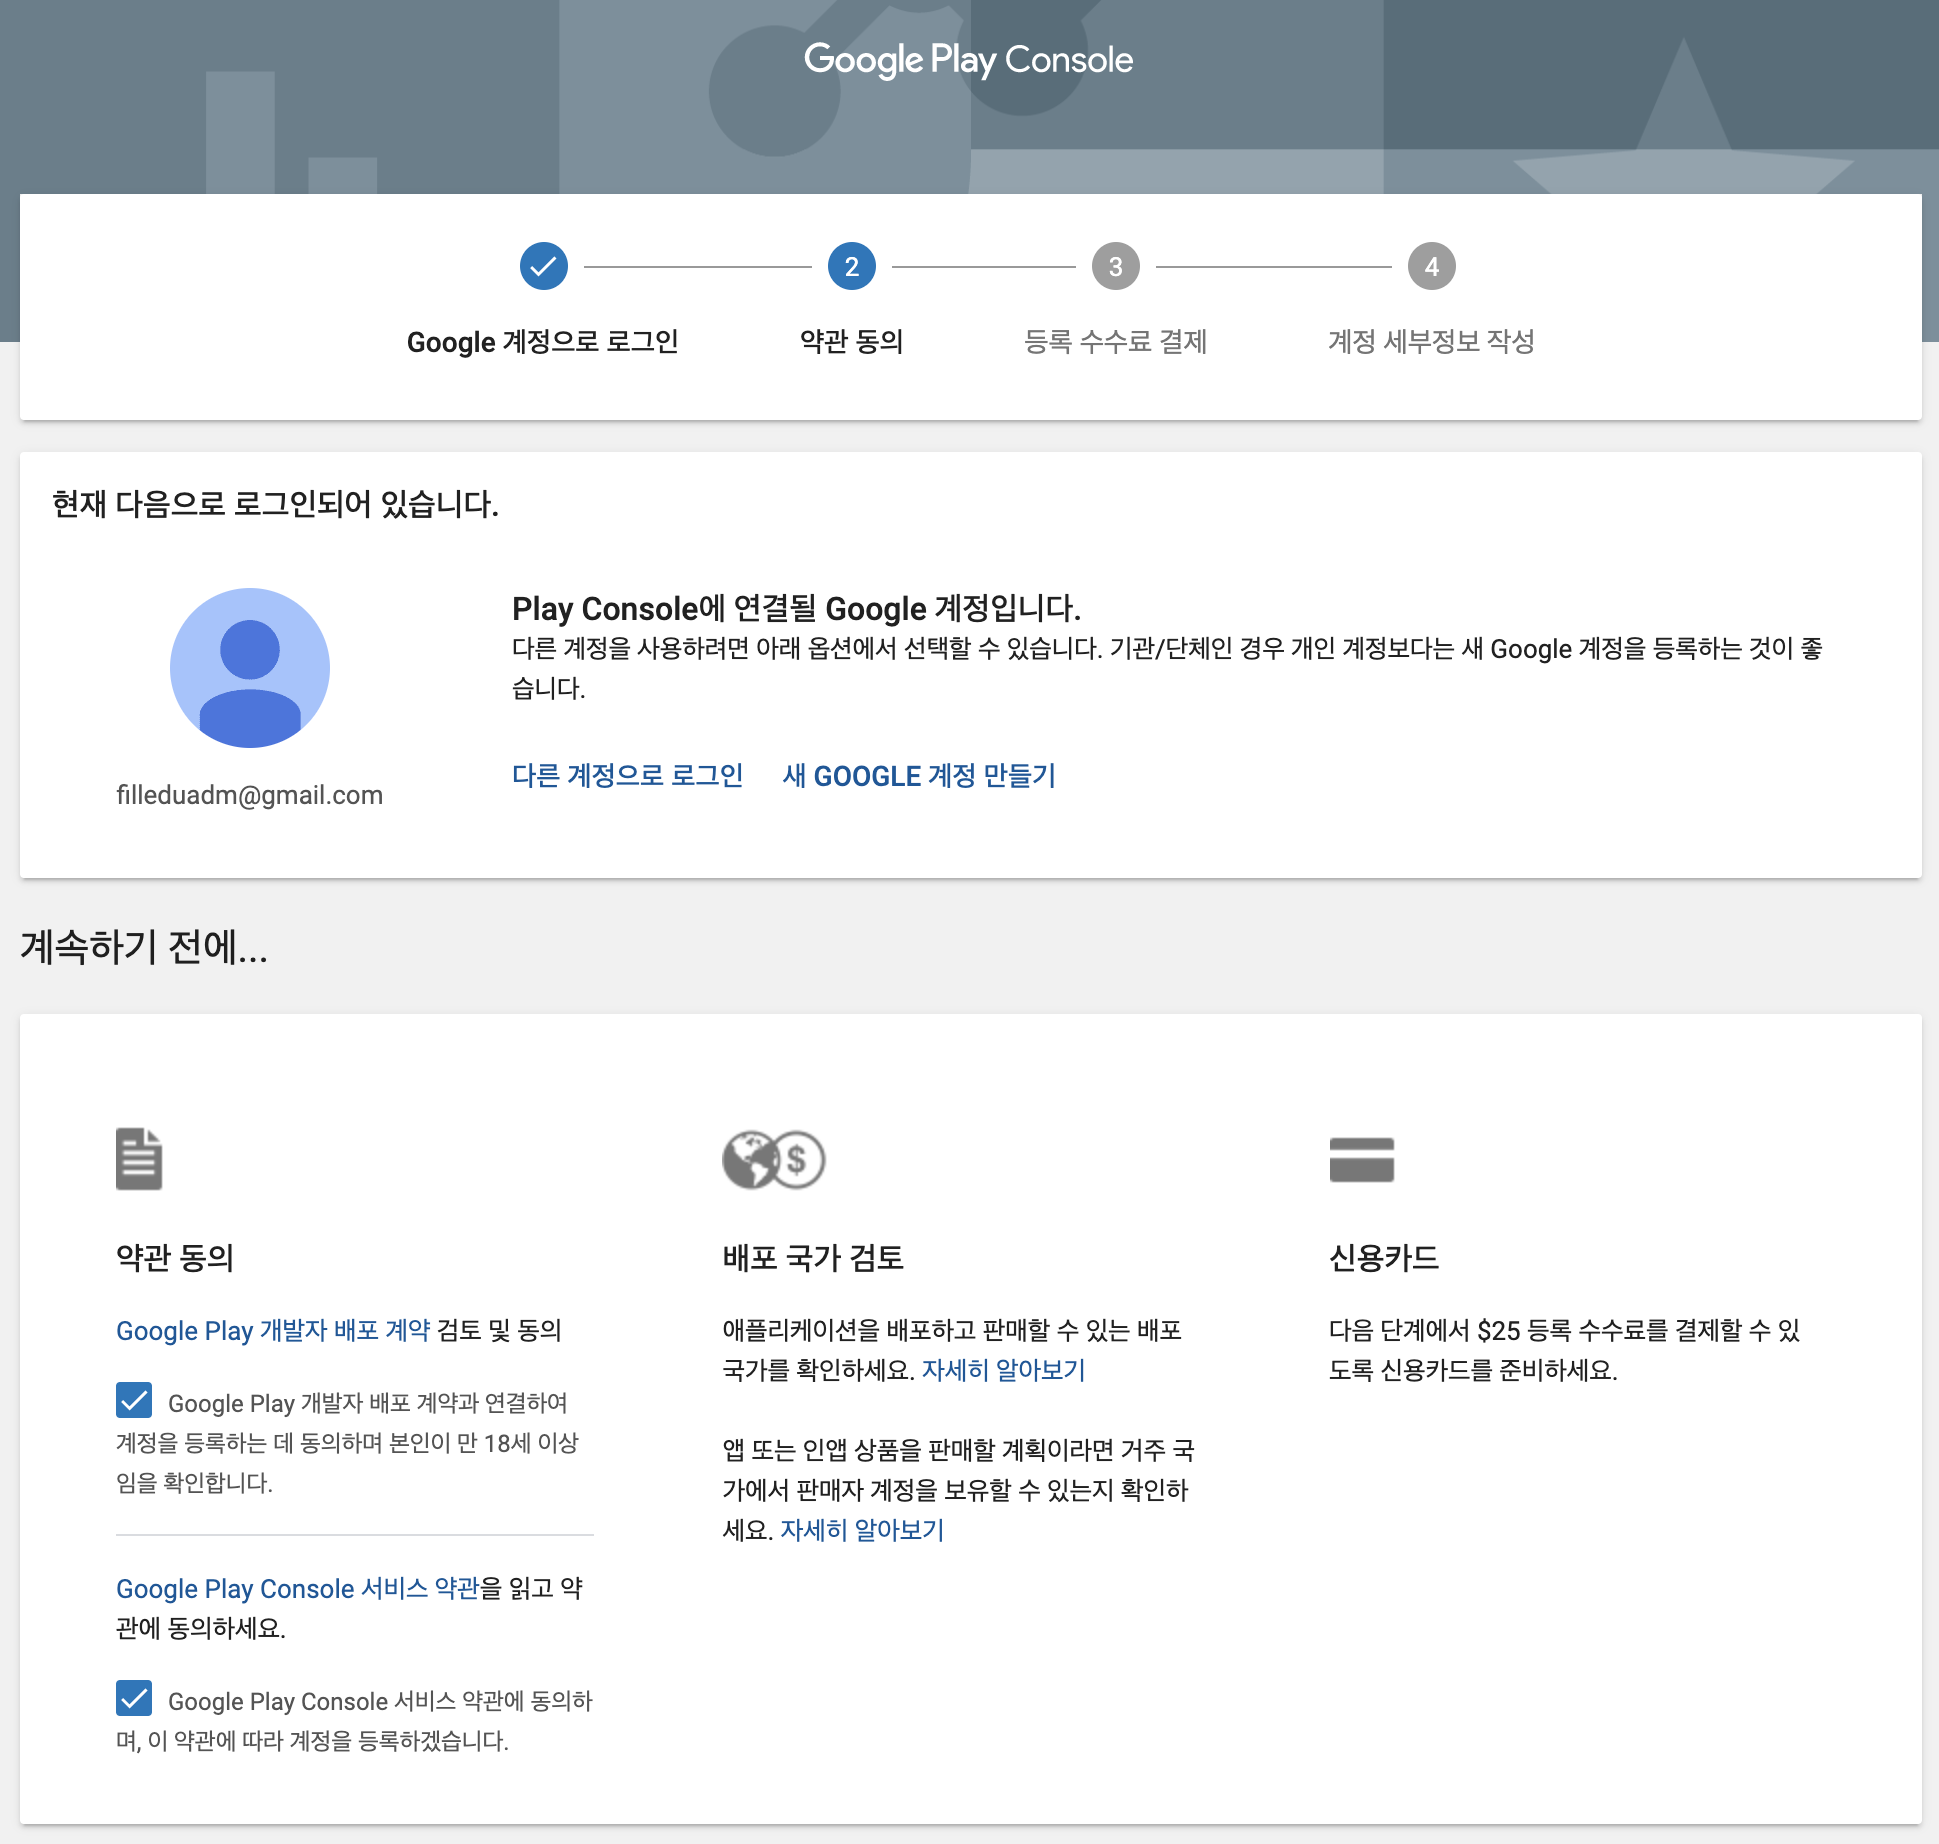 Google Play Console
2
3
4
Google 계정으로 로그인
약관 동의
등록 수수료 결제
계정 세부정보 작성
현재 다음으로 로그인되어 있습니다.
filleduadm@gmail.com
Play Console에 연결될 Google 계정입니다.
다른 계정을 사용하려면 아래 옵션에서 선택할 수 있습니다. 기관/단체인 경우 개인 계정보다는 새 Google 계정을 등록하는 것이 좋
습니다.
다른 계정으로 로그인
새 GOOGLE 계정 만들기
계속하기 전에...
$
약관 동의
Google Play 개발자 배포 계약 검토 및 동의
Google Play 개발자 배포 계약과 연결하여
계정을 등록하는 데 동의하며 본인이 만 18세 이상
임을 확인합니다.
Google Play Console 서비스 약관을 읽고 약
관에 동의하세요.
Google Play Console 서비스 약관에 동의하
며, 이 약관에 따라 계정을 등록하겠습니다.
배포 국가 검토
애플리케이션을 배포하고 판매할 수 있는 배포
국가를 확인하세요. 자세히 알아보기
앱 또는 인앱 상품을 판매할 계획이라면 거주 국
가에서 판매자 계정을 보유할 수 있는지 확인하
세요. 자세히 알아보기
신용카드
다음 단계에서 $25 등록 수수료를 결제할 수 있
도록 신용카드를 준비하세요.